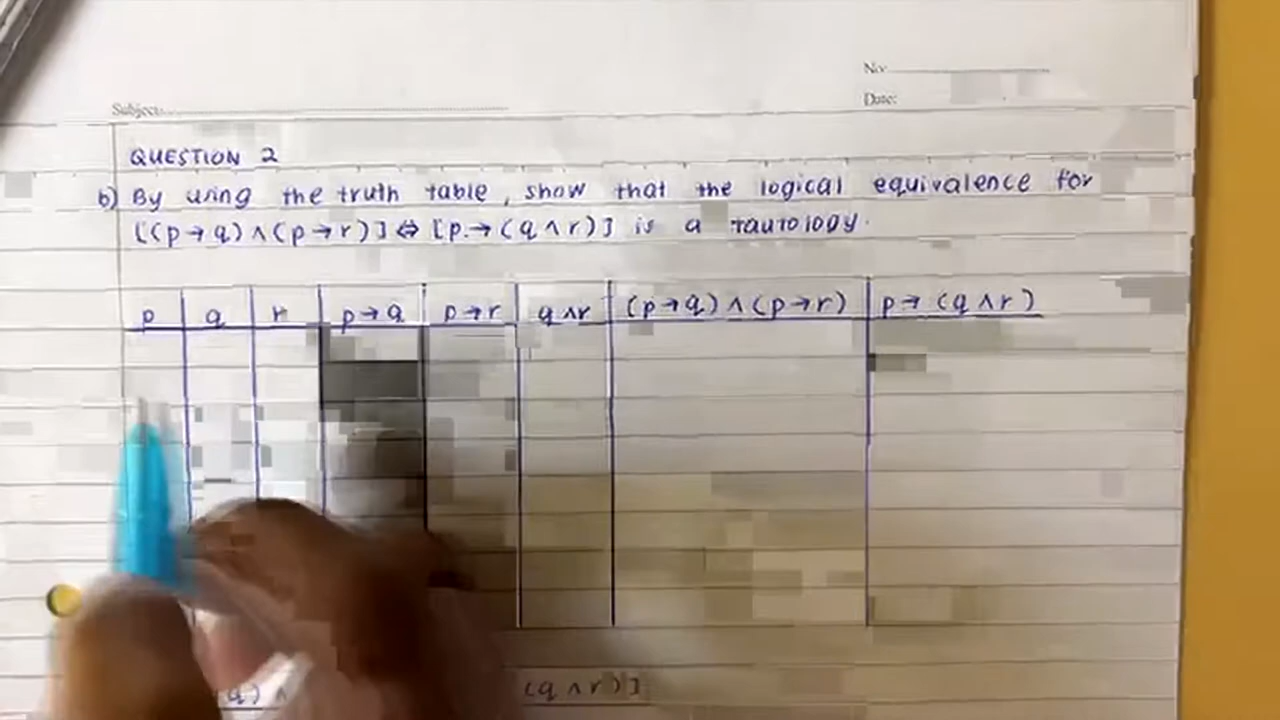 No:
Date:
Subject:
QUESTION 2
b) By using the truth table, show that the logical equivalence for
[(p→q)∧(p→r)]⇔[p→(q∧r)] is a tautology.
p q r p→q p→r q∧r (p→q)∧(p→r) p→(q∧r)
q)∧ (q∧r)]